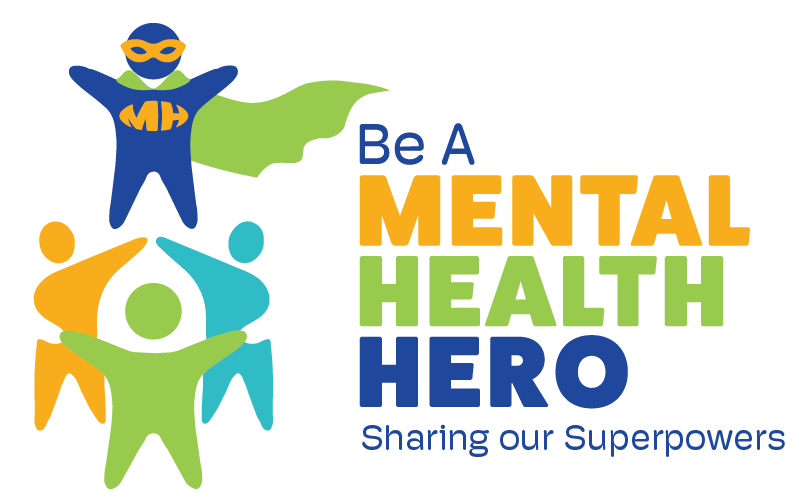 MH
Be A
MENTAL
HEALTH
HERO
Sharing our Superpowers